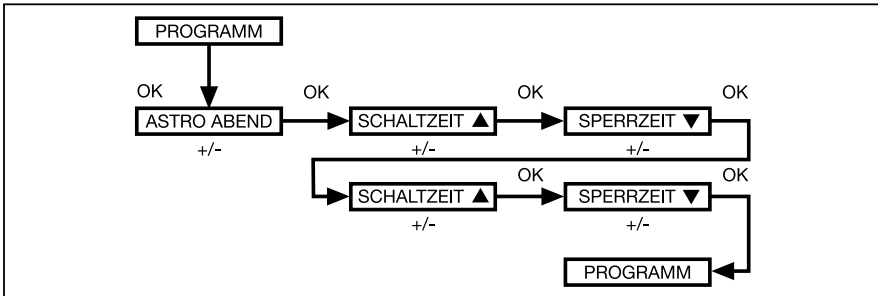 PROGRAMM
OK OK OK OK
ASTRO ABEND SCHALTZEIT ▲ SPERRZEIT ▼
+/- +/- +/-
OK OK
SCHALTZEIT ▲ SPERRZEIT ▼
+/- +/-
PROGRAMM